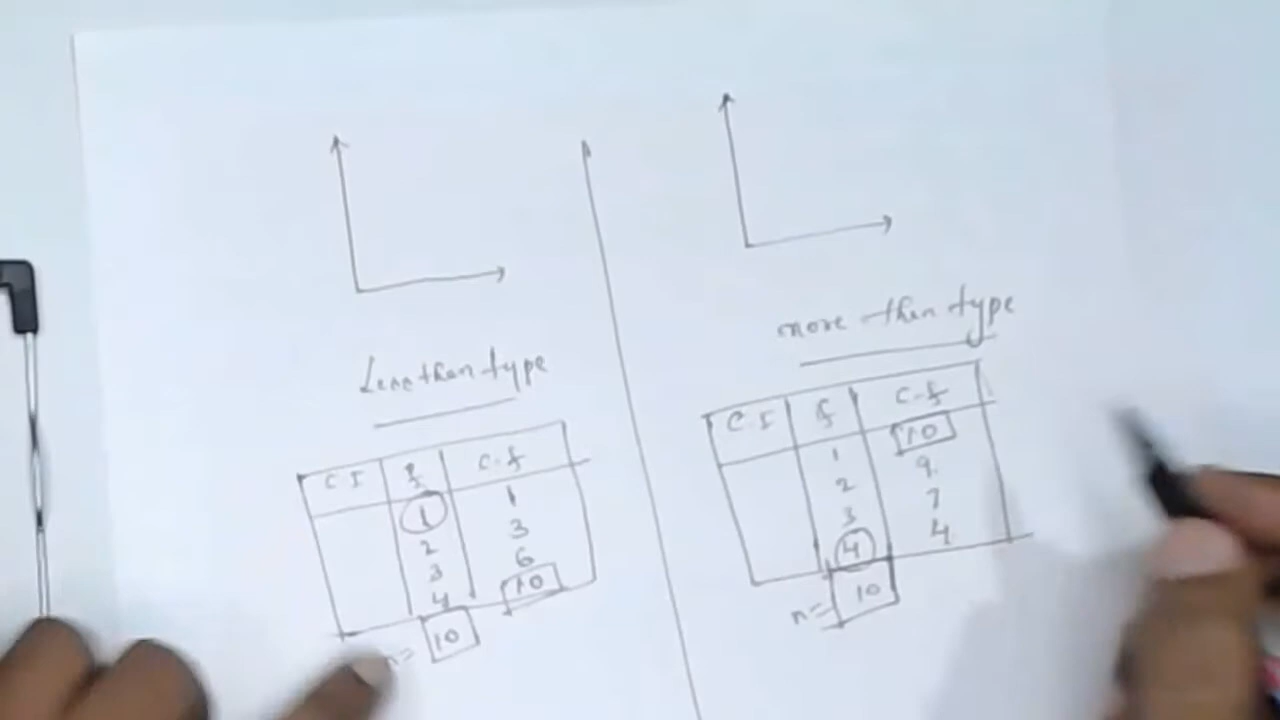 Less than type
C.I f C.f
1 1
2 3
3 6
4 10
n= 10
more than type
C.I f C.f
1 10
2 9
3 7
4 4
n= 10